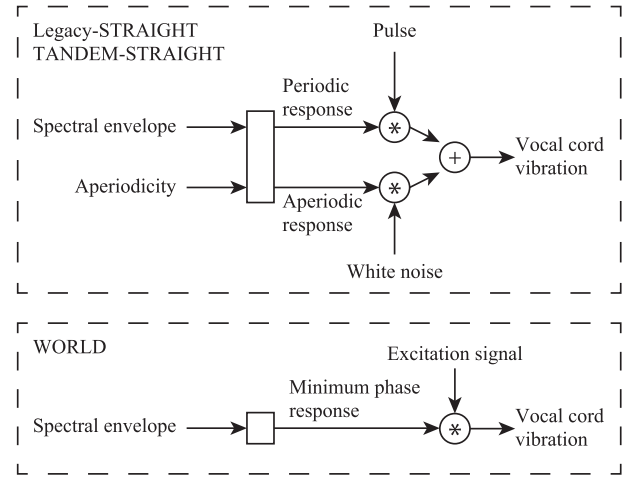 Legacy-STRAIGHT
TANDEM-STRAIGHT
Pulse
Periodic
response
Spectral envelope
*
Vocal cord
vibration
+
Aperiodicity
*
Aperiodic
response
White noise
WORLD
Excitation signal
Minimum phase
response
Spectral envelope
*
Vocal cord
vibration